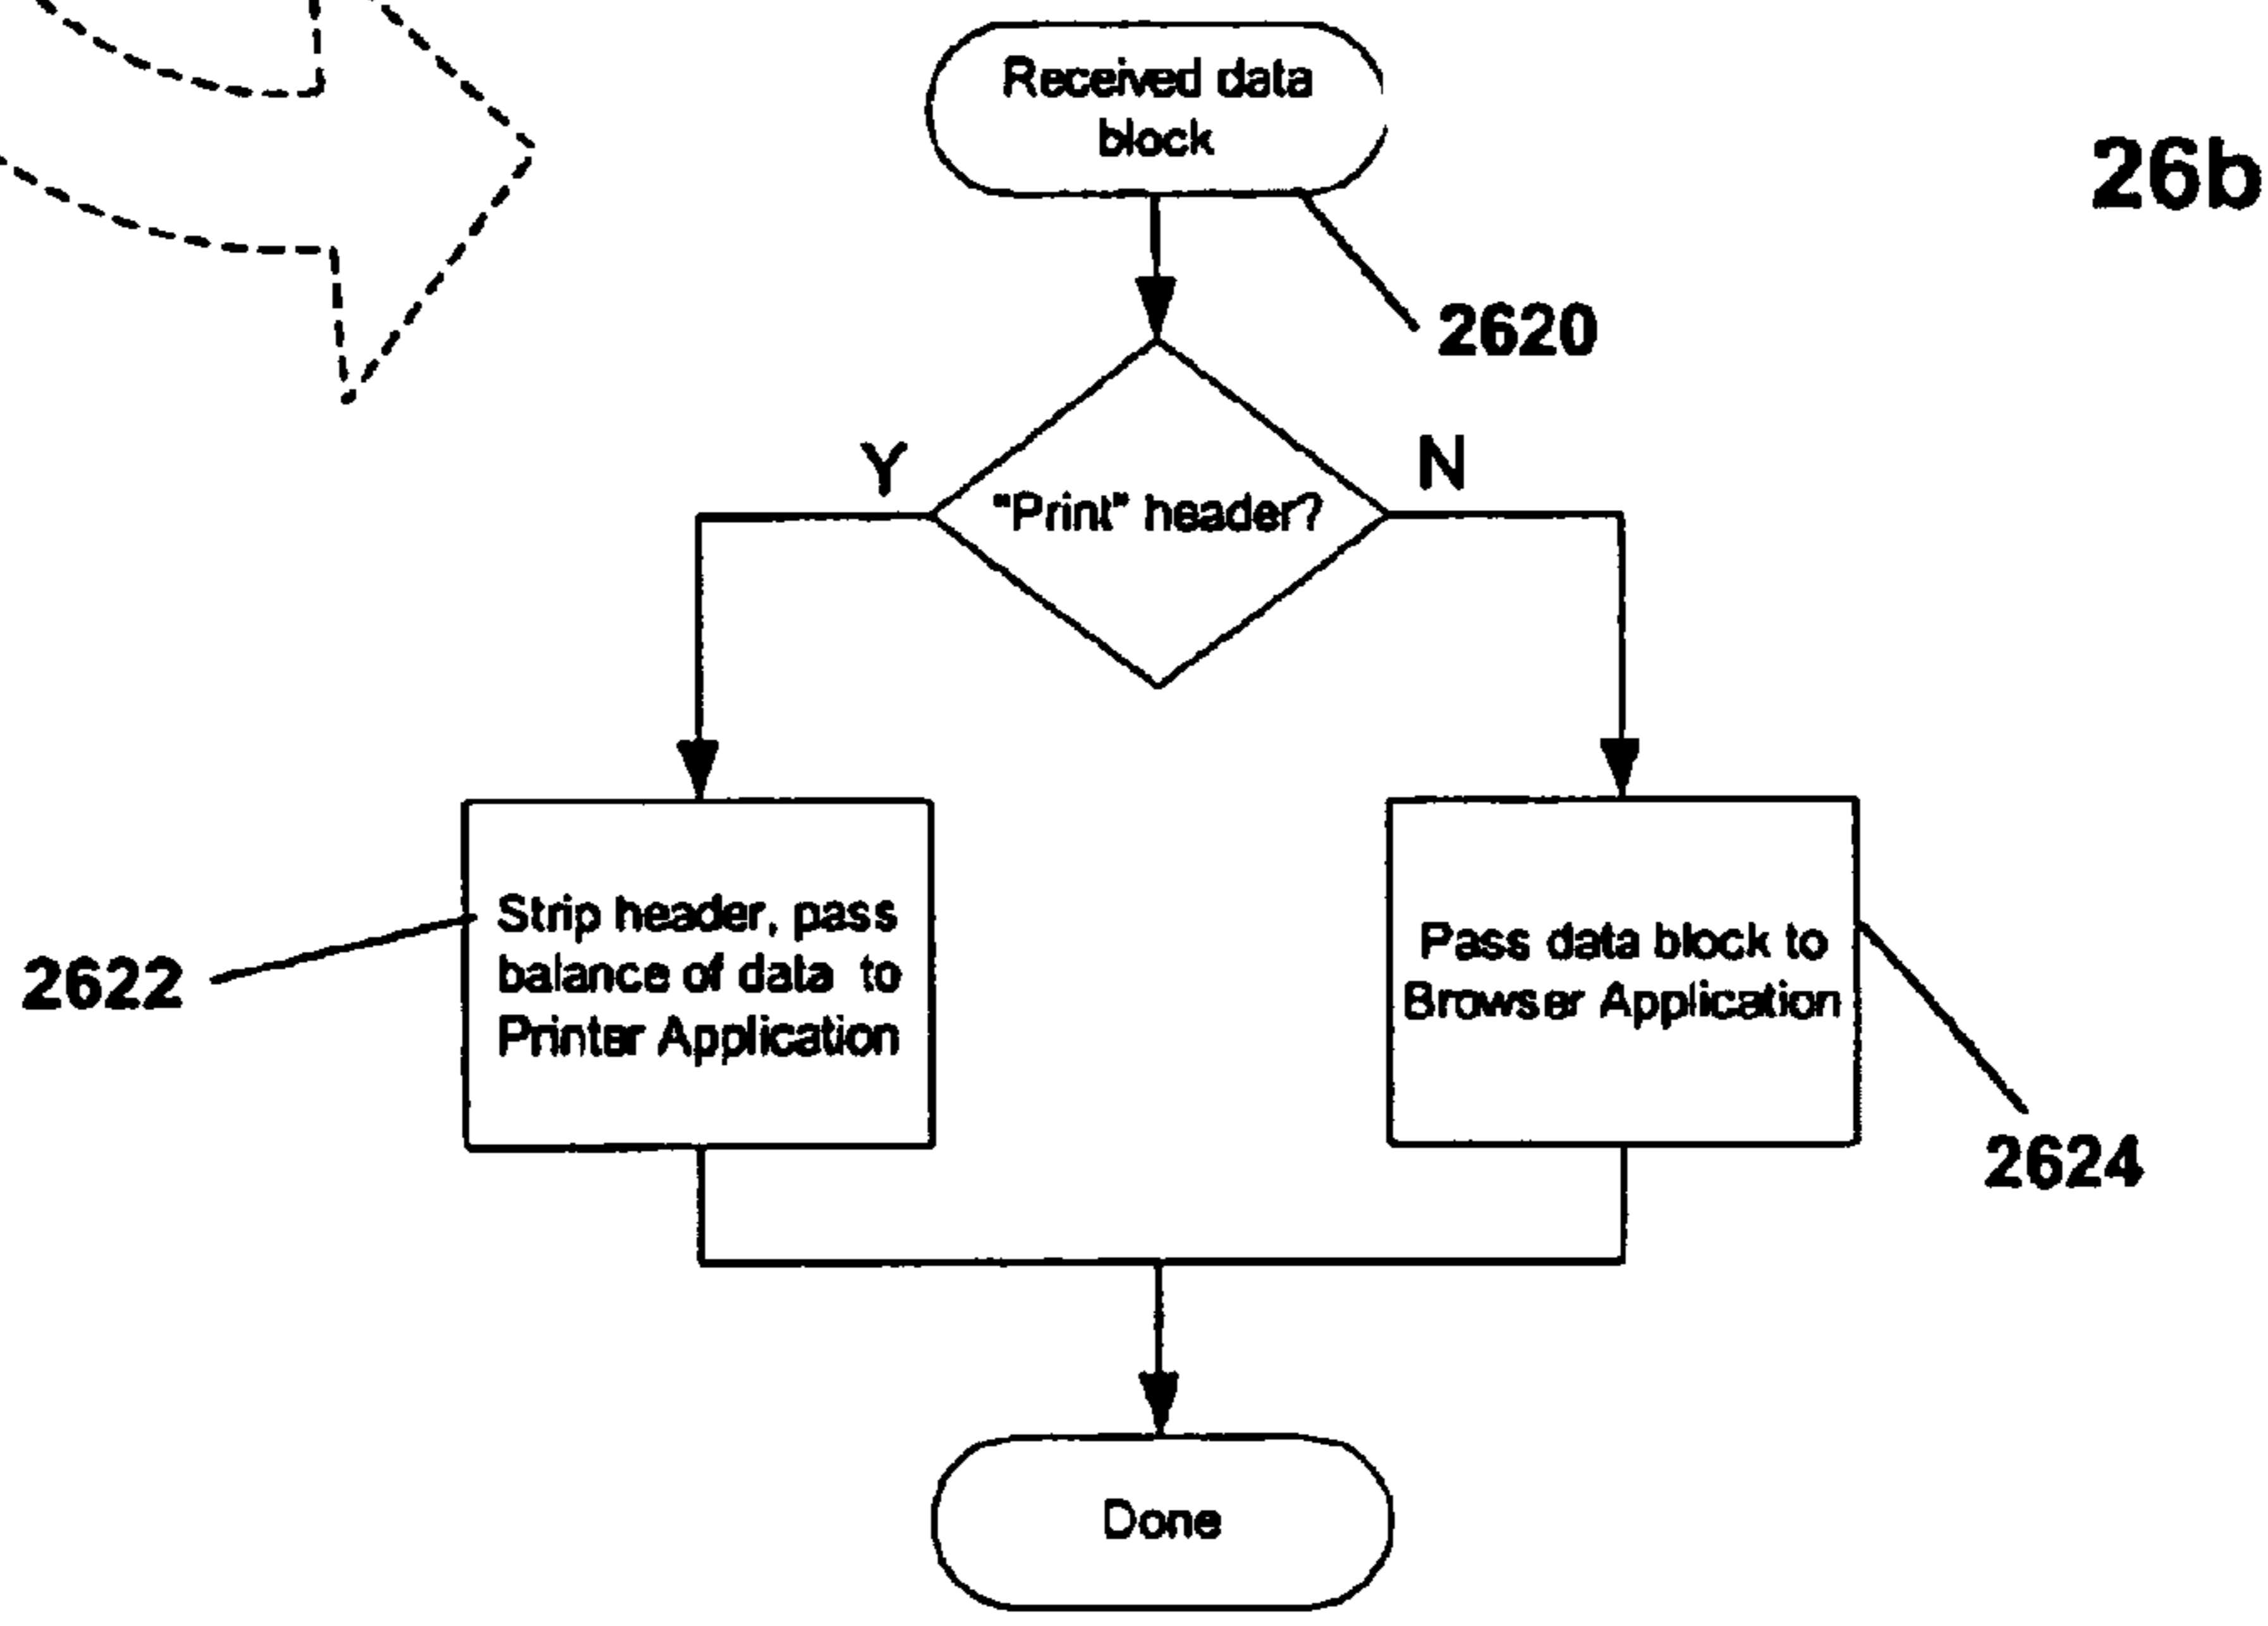 Received data
block
26b
2620
Y
N
"Print" header?
Strip header, pass
balance of data to
Printer Application
2622
Pass data block to
Browser Application
2624
Done